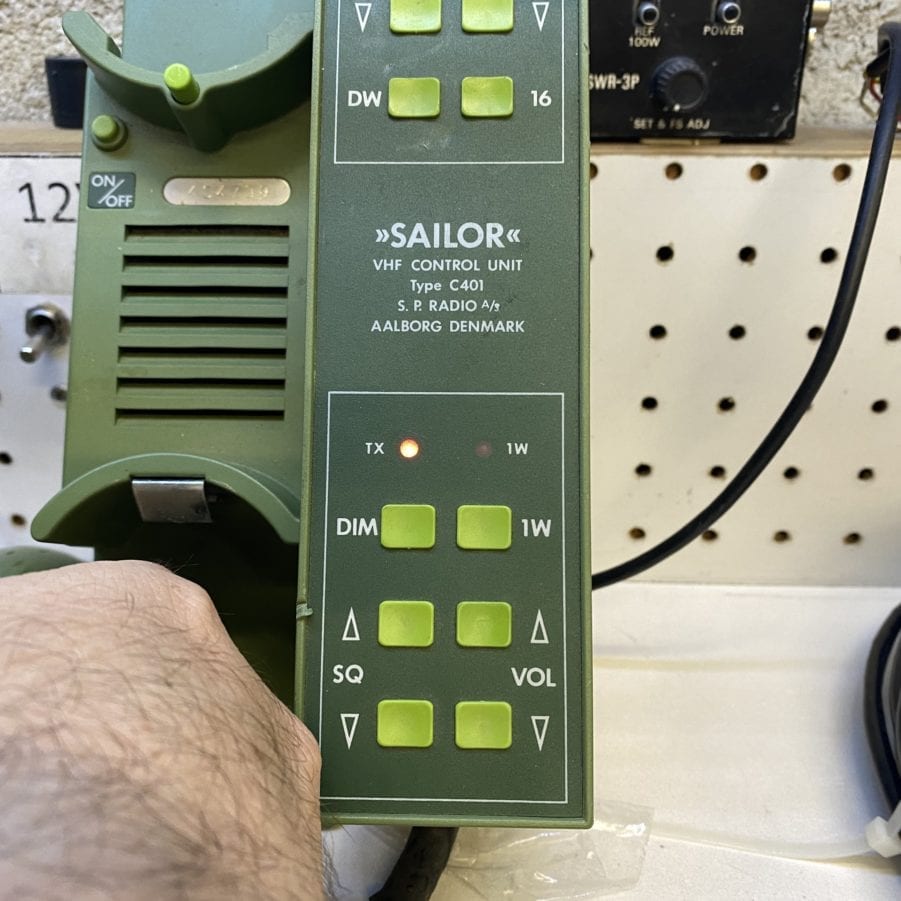 REF
100W
POWER
SWR-3P
SET & FS ADJ
DW
16
ON/OFF
12
»SAILOR«
VHF CONTROL UNIT
Type C401
S. P. RADIO A/S
AALBORG DENMARK
TX
1W
DIM
1W
SQ
VOL